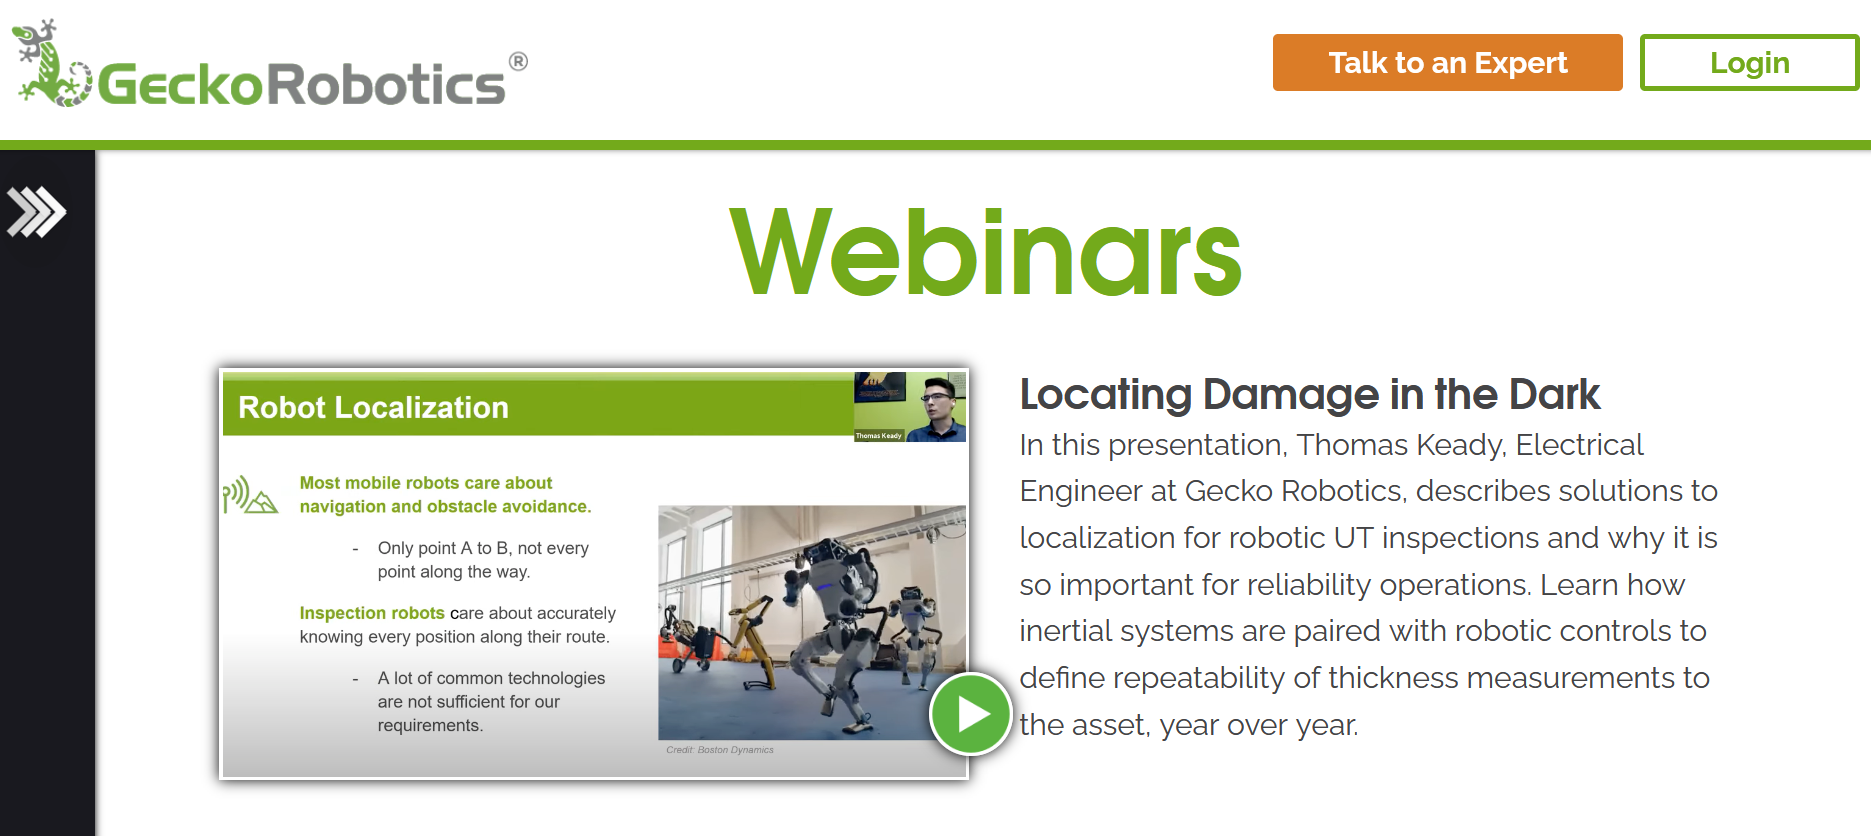 GeckoRobotics®
Talk to an Expert
Login
Webinars
Robot Localization
Thomas Keady
Most mobile robots care about
navigation and obstacle avoidance.
- Only point A to B, not every
point along the way.
Inspection robots care about accurately
knowing every position along their route.
- A lot of common technologies
are not sufficient for our
requirements.
Credit: Boston Dynamics
Locating Damage in the Dark
In this presentation, Thomas Keady, Electrical
Engineer at Gecko Robotics, describes solutions to
localization for robotic UT inspections and why it is
so important for reliability operations. Learn how
inertial systems are paired with robotic controls to
define repeatability of thickness measurements to
the asset, year over year.